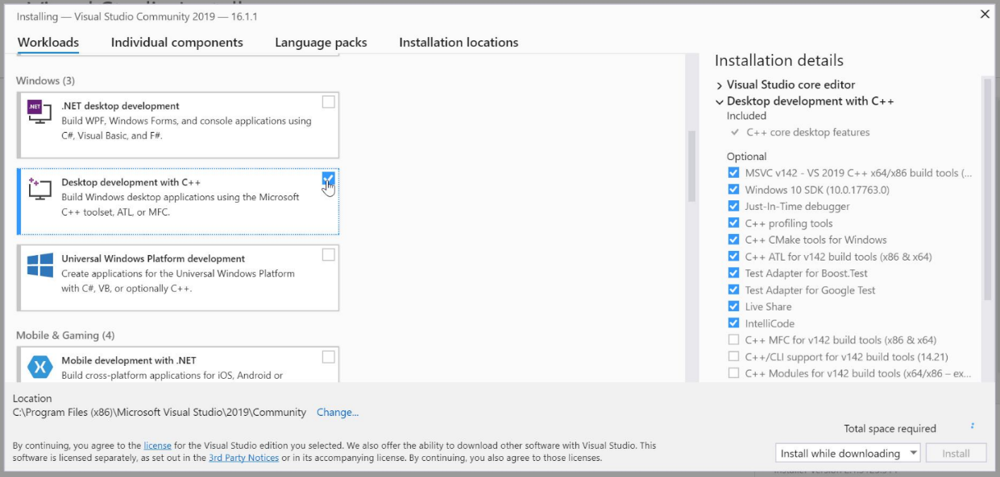 Installing — Visual Studio Community 2019 — 16.1.1
Workloads Individual components Language packs Installation locations
Windows (3)
.NET
.NET desktop development
Build WPF, Windows Forms, and console applications using
C#, Visual Basic, and F#.
Desktop development with C++
Build Windows desktop applications using the Microsoft
C++ toolset, ATL, or MFC.
Universal Windows Platform development
Create applications for the Universal Windows Platform
with C#, VB, or optionally C++.
Mobile & Gaming (4)
Mobile development with .NET
Build cross-platform applications for iOS, Android or
Installation details
Visual Studio core editor
Desktop development with C++
Included
C++ core desktop features
Optional
MSVC v142 - VS 2019 C++ x64/x86 build tools (...
Windows 10 SDK (10.0.17763.0)
Just-In-Time debugger
C++ profiling tools
C++ CMake tools for Windows
C++ ATL for v142 build tools (x86 & x64)
Test Adapter for Boost.Test
Test Adapter for Google Test
Live Share
IntelliCode
C++ MFC for v142 build tools (x86 & x64)
C++/CLI support for v142 build tools (14.21)
C++ Modules for v142 build tools (x64/x86 – ex...
Location
C:\Program Files (x86)\Microsoft Visual Studio\2019\Community Change...
Total space required
By continuing, you agree to the license for the Visual Studio edition you selected. We also offer the ability to download other software with Visual Studio. This
software is licensed separately, as set out in the 3rd Party Notices or in its accompanying license. By continuing, you also agree to those licenses.
Install while downloading Install